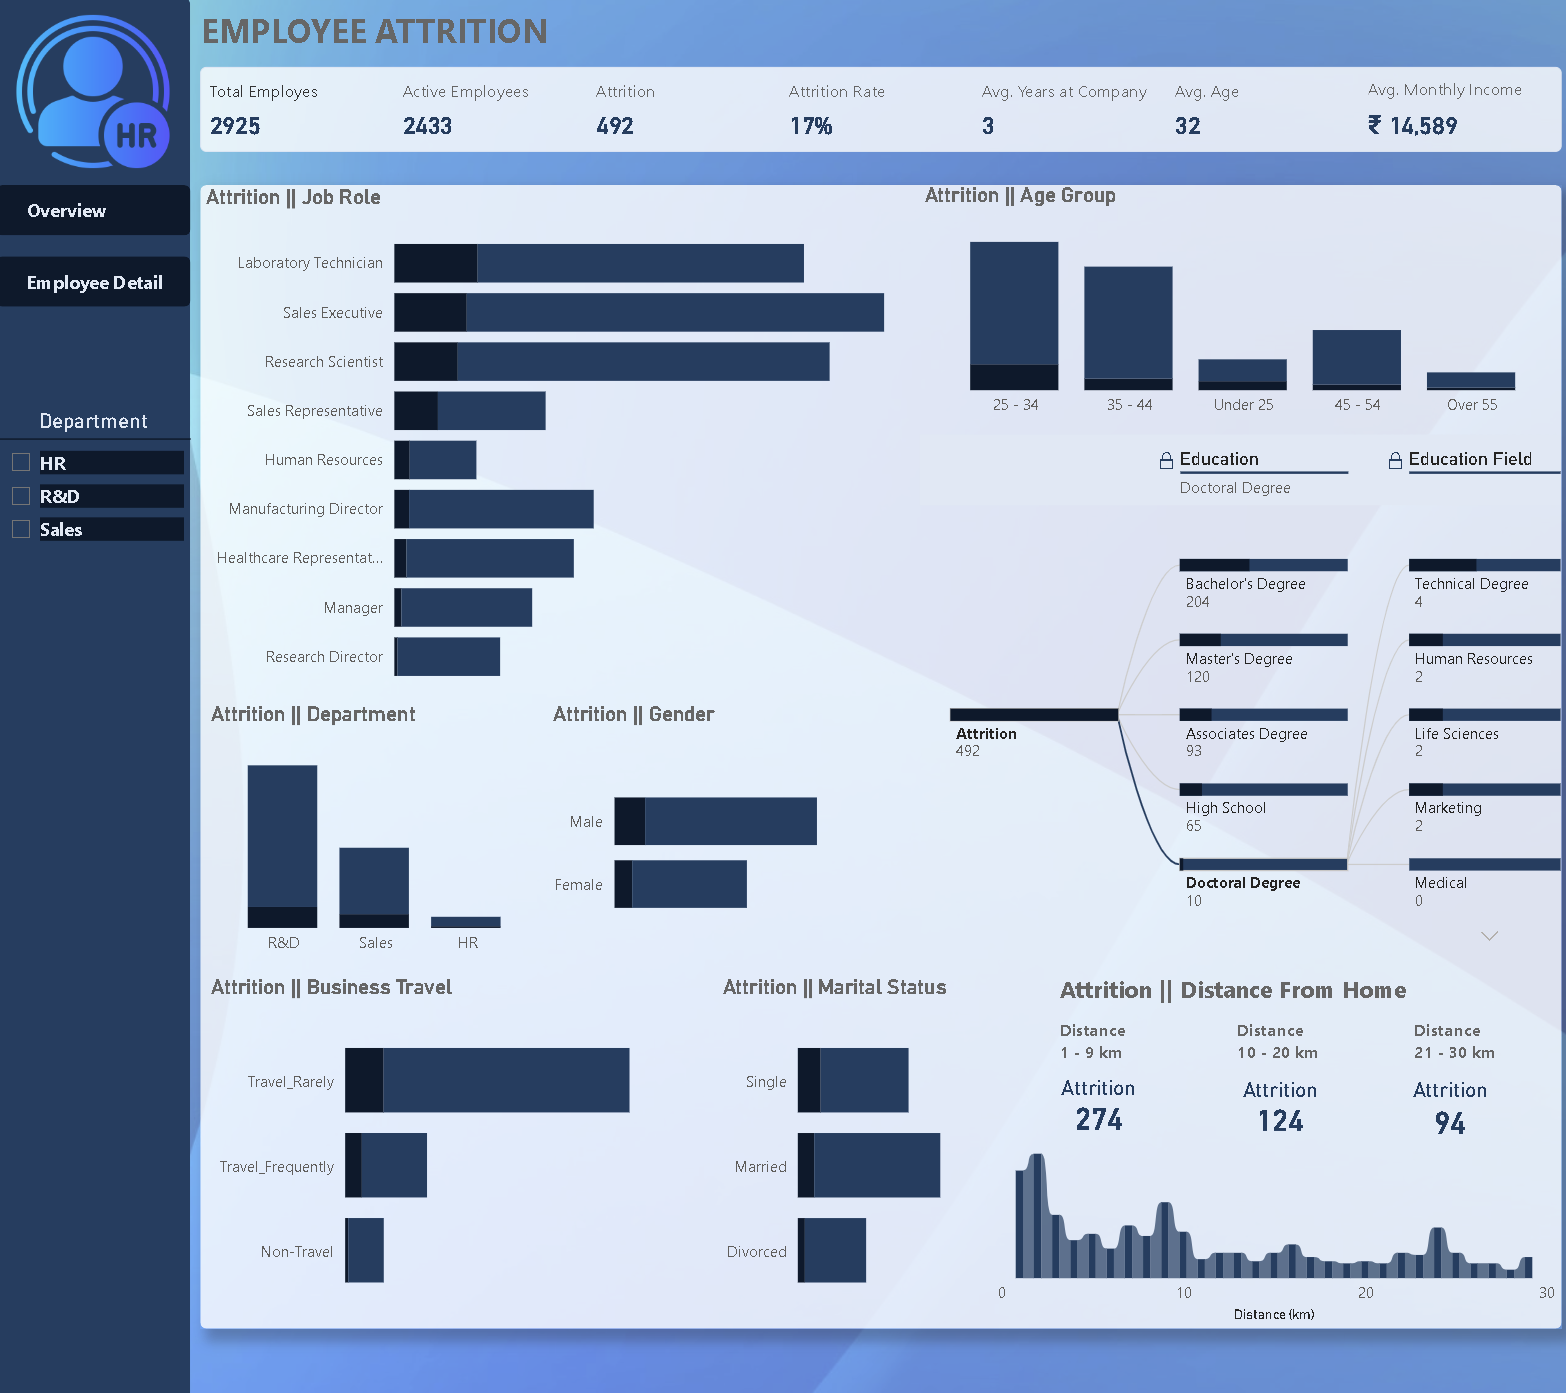 HR
EMPLOYEE ATTRITION
Total Employes
2925
Active Employees
2433
Attrition
492
Attrition Rate
17%
Avg. Years at Company
3
Avg. Age
32
Avg. Monthly Income
₹ 14,589
Overview
Employee Detail
Department
HR
R&D
Sales
Attrition || Job Role
Laboratory Technician
Sales Executive
Research Scientist
Sales Representative
Human Resources
Manufacturing Director
Healthcare Representat...
Manager
Research Director
Attrition || Age Group
25 - 34
35 - 44
Under 25
45 - 54
Over 55
Education
Doctoral Degree
Education Field
Attrition
492
Bachelor's Degree
204
Master's Degree
120
Associates Degree
93
High School
65
Doctoral Degree
10
Technical Degree
4
Human Resources
2
Life Sciences
2
Marketing
2
Medical
0
Attrition || Department
R&D
Sales
HR
Attrition || Gender
Male
Female
Attrition || Business Travel
Travel_Rarely
Travel_Frequently
Non-Travel
Attrition || Marital Status
Single
Married
Divorced
Attrition || Distance From Home
Distance
1 - 9 km
Attrition
274
Distance
10 - 20 km
Attrition
124
Distance
21 - 30 km
Attrition
94
0
10
20
30
Distance (km)